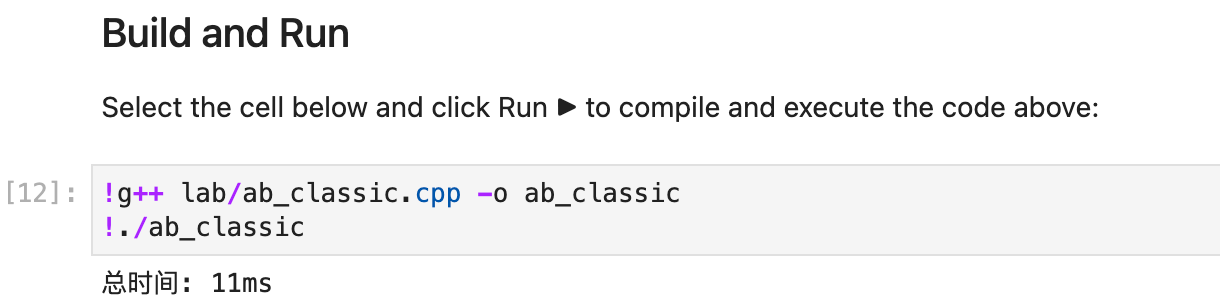 Build and Run
Select the cell below and click Run ▶ to compile and execute the code above:
[12]:
!g++ lab/ab_classic.cpp -o ab_classic
!./ab_classic
总时间: 11ms